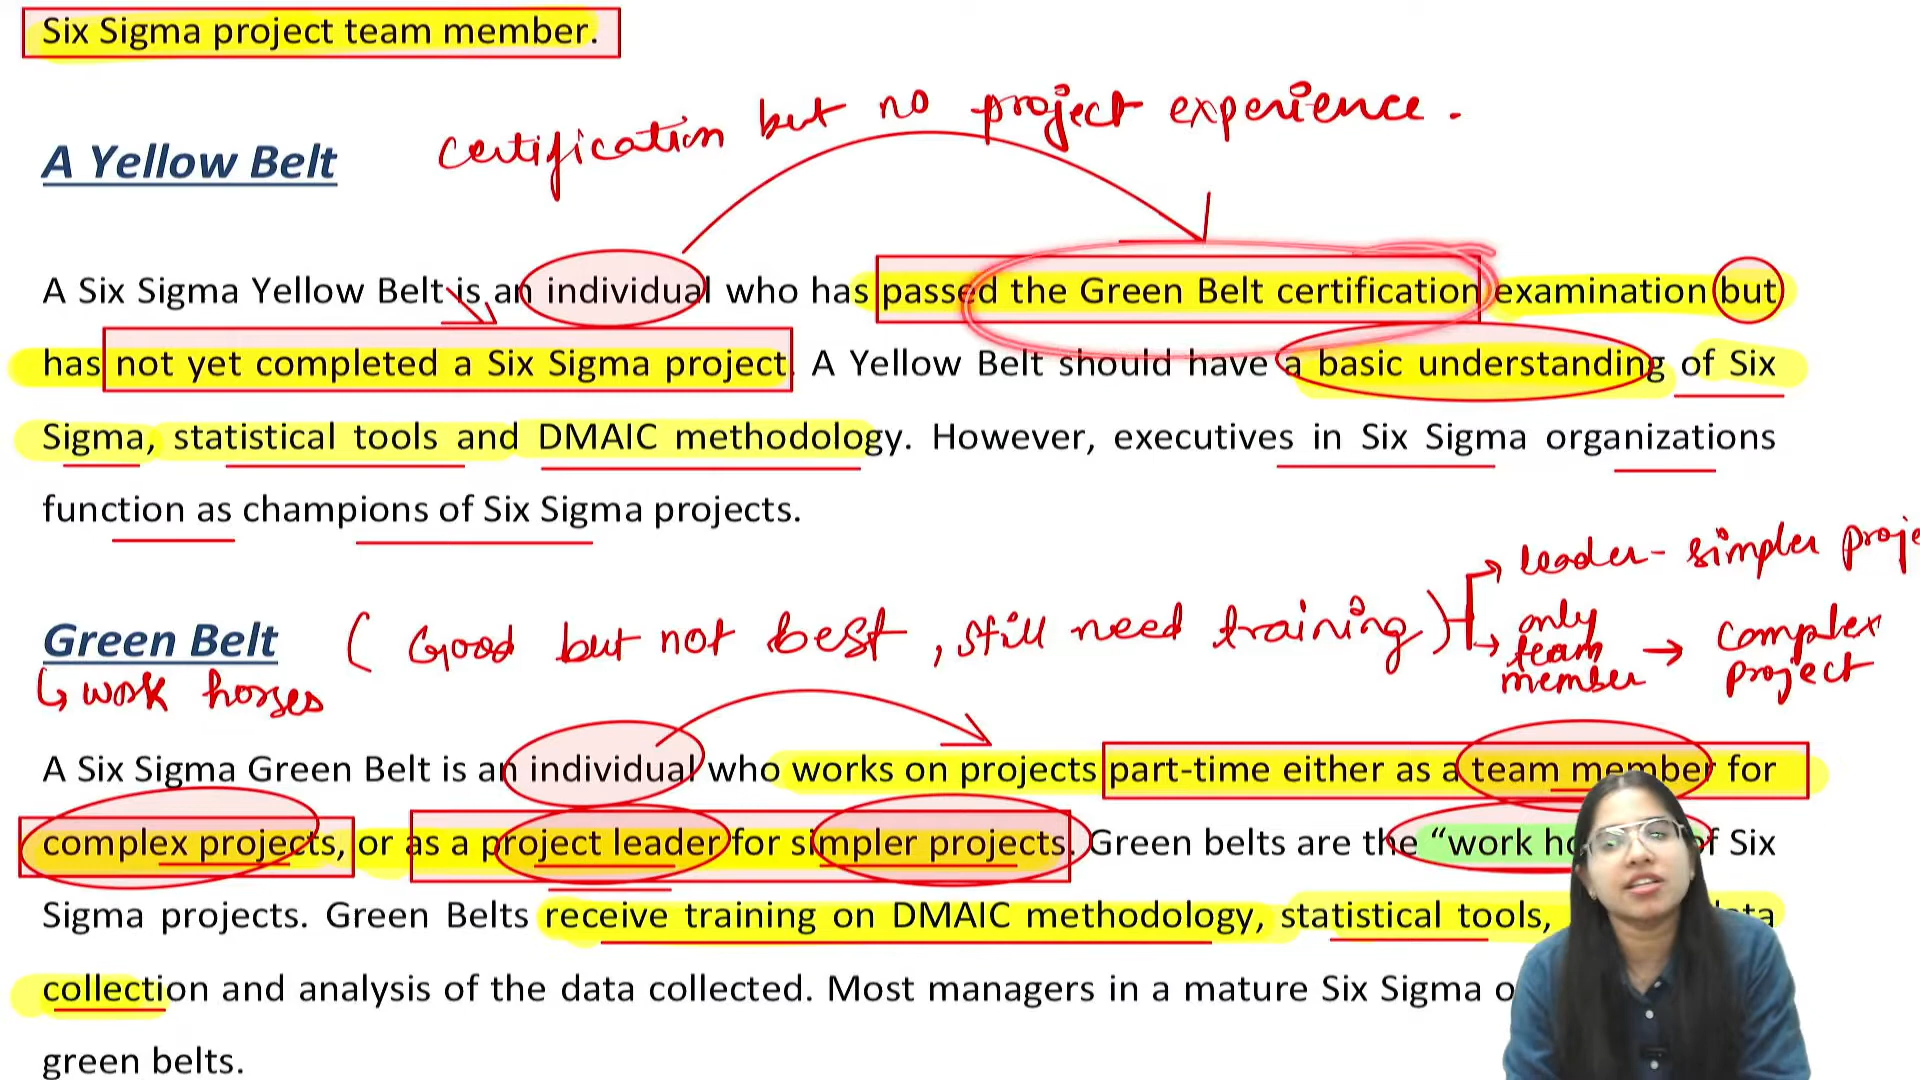 Six Sigma project team member.
certification but no project experience.
A Yellow Belt
A Six Sigma Yellow Belt is an individual who has passed the Green Belt certification examination but
has not yet completed a Six Sigma project. A Yellow Belt should have a basic understanding of Six
Sigma, statistical tools and DMAIC methodology. However, executives in Six Sigma organizations
function as champions of Six Sigma projects.
leader - simpler proje
Green Belt (Good but not best, still need training)
only
team
member → complex
project
↳ work horses
A Six Sigma Green Belt is an individual who works on projects part-time either as a team member for
complex projects, or as a project leader for simpler projects. Green belts are the “work ho of Six
Sigma projects. Green Belts receive training on DMAIC methodology, statistical tools, data
collection and analysis of the data collected. Most managers in a mature Six Sigma o
green belts.